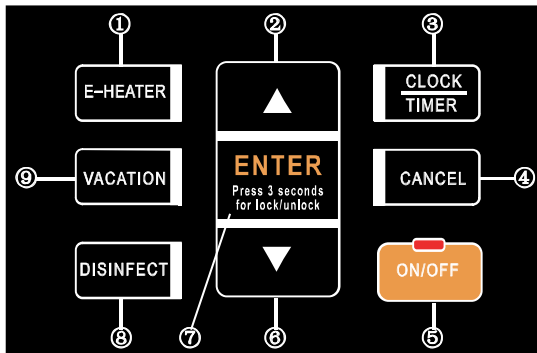 ① ② ③
E-HEATER
CLOCK
TIMER
⑨ VACATION
ENTER
Press 3 seconds
for lock/unlock
CANCEL ④
DISINFECT
ON/OFF
⑧ ⑦ ⑥ ⑤